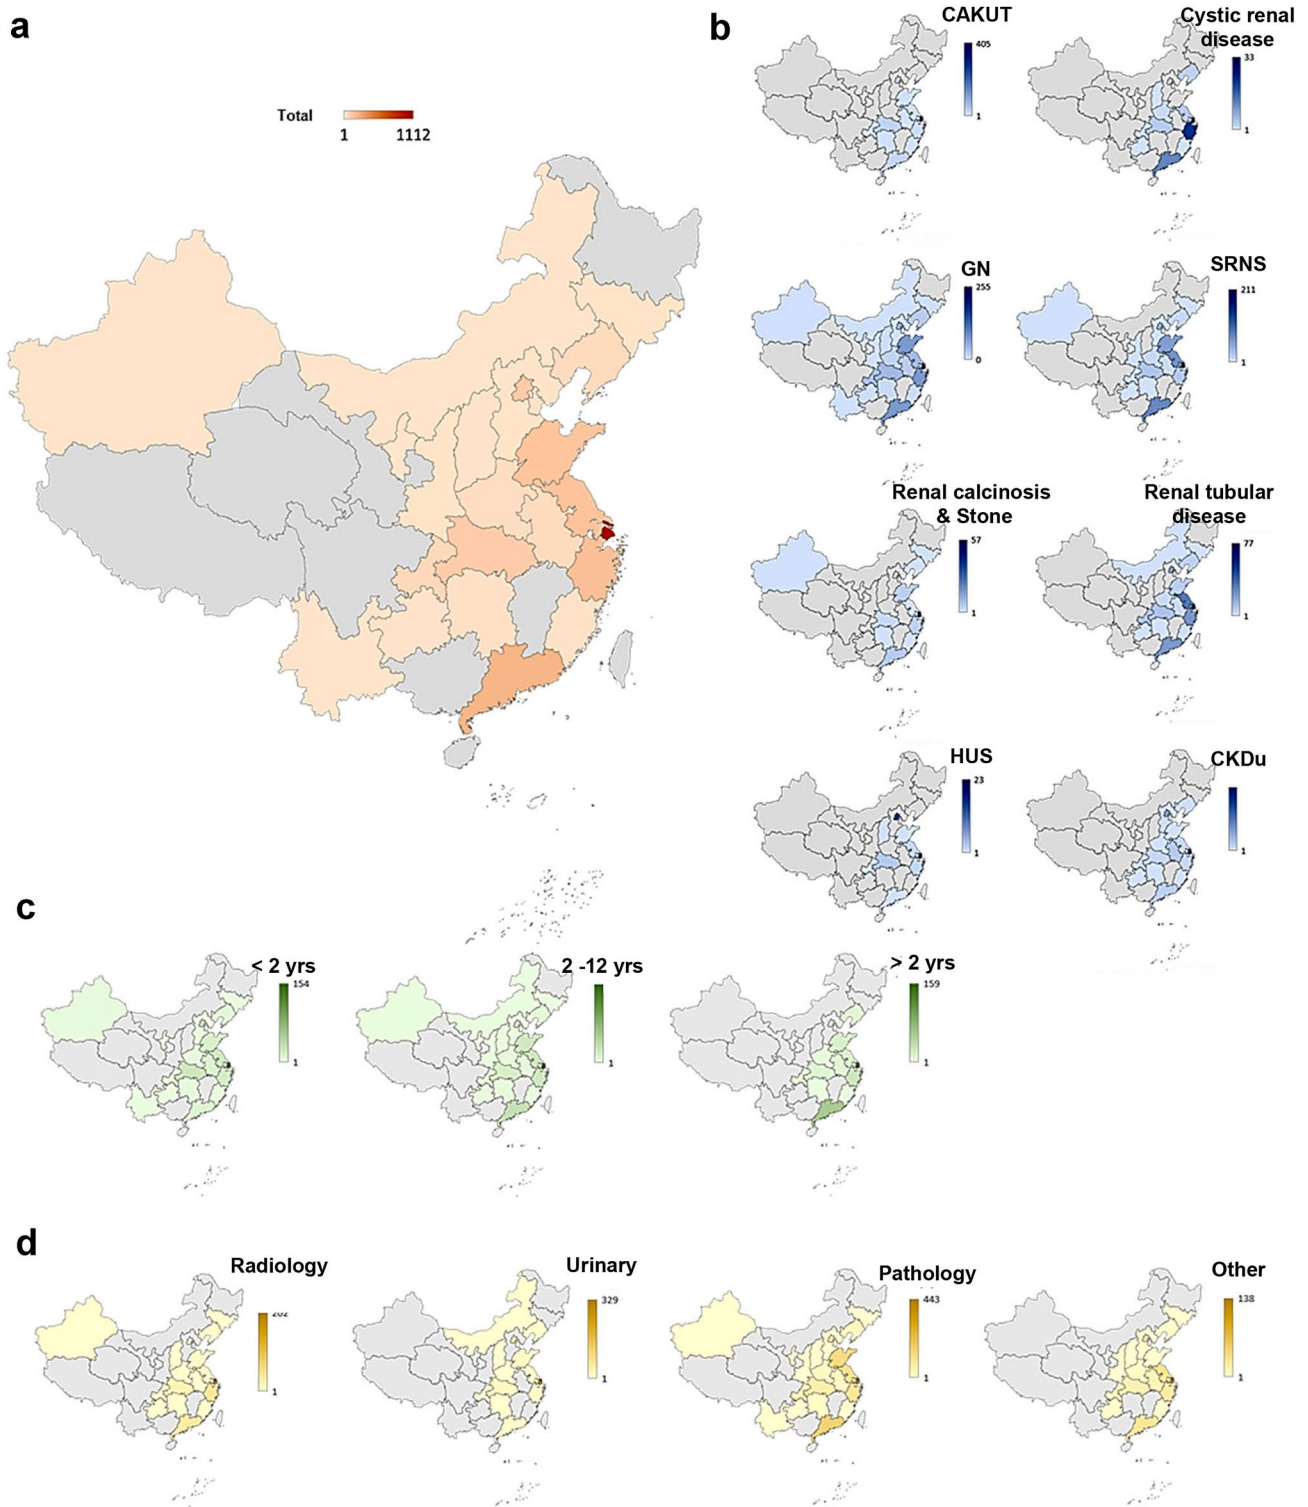 a
Total
1 1112
b
CAKUT
405
1
Cystic renal
disease
33
1
GN
255
0
SRNS
211
1
Renal calcinosis
& Stone
57
1
Renal tubular
disease
77
1
HUS
23
1
CKDu
1
c
< 2 yrs
154
1
2 -12 yrs
1
> 2 yrs
159
1
d
Radiology
1
Urinary
329
1
Pathology
443
1
Other
138
1